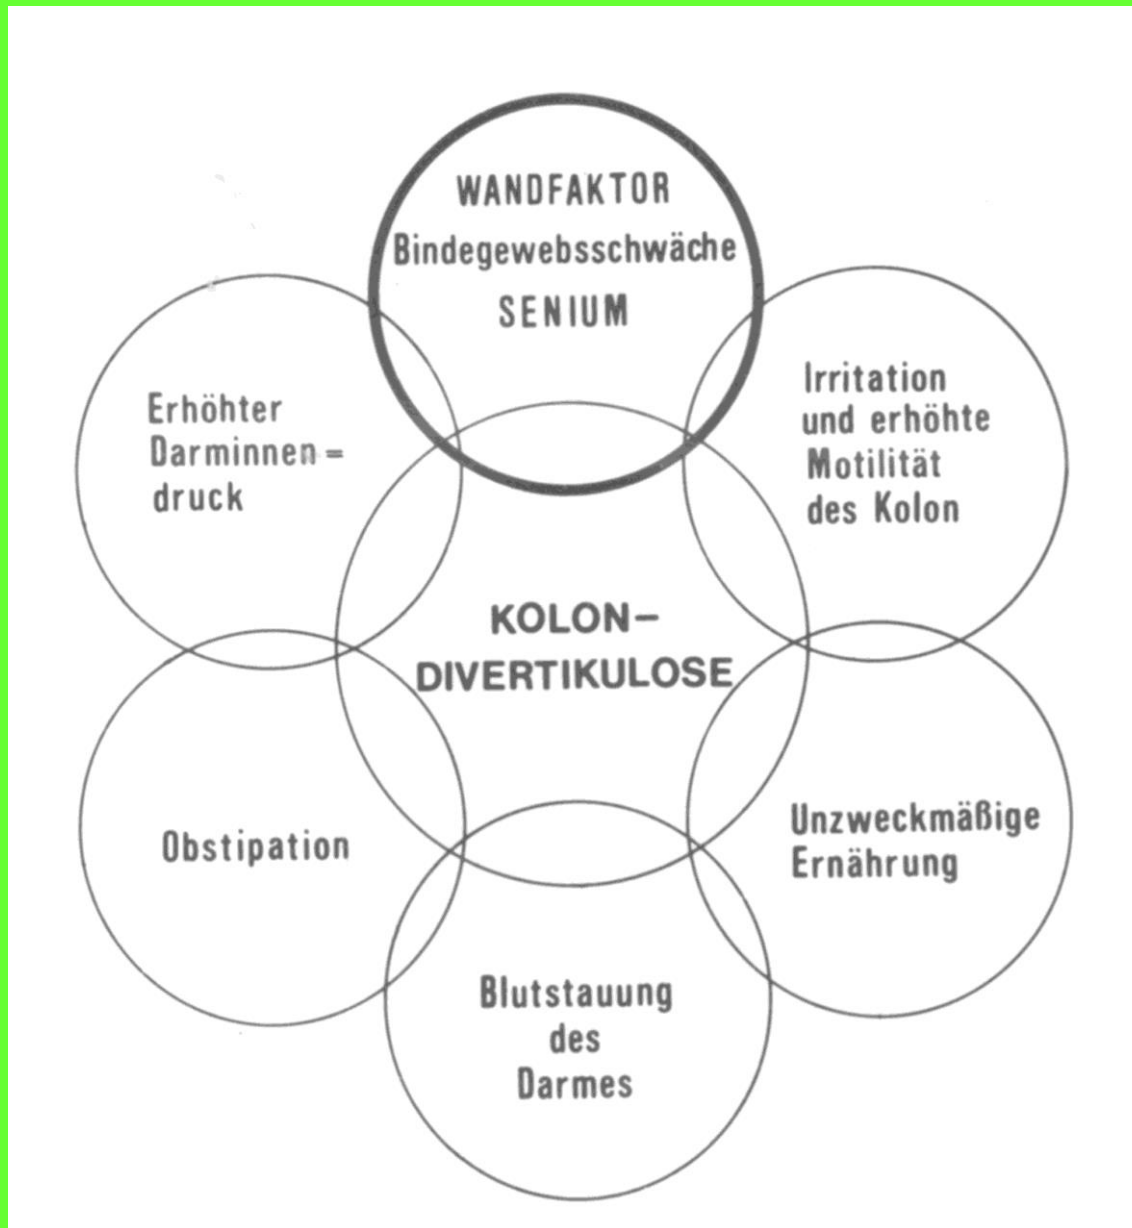 WANDFAKTOR
Bindegewebsschwäche
SENIUM
Irritation
und erhöhte
Motilität
des Kolon
Erhöhter
Darminnen=
druck
KOLON-
DIVERTIKULOSE
Unzweckmäßige
Ernährung
Obstipation
Blutstauung
des
Darmes